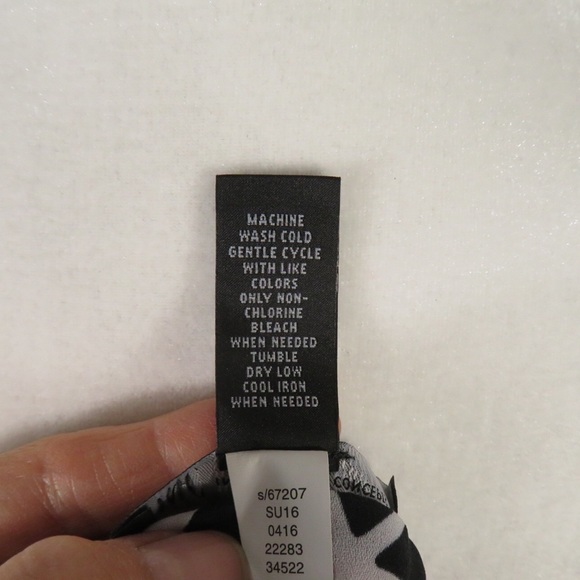 MACHINE
WASH COLD
GENTLE CYCLE
WITH LIKE
COLORS
ONLY NON-
CHLORINE
BLEACH
WHEN NEEDED
TUMBLE
DRY LOW
COOL IRON
WHEN NEEDED
s/67207
SU16
0416
22283
34522